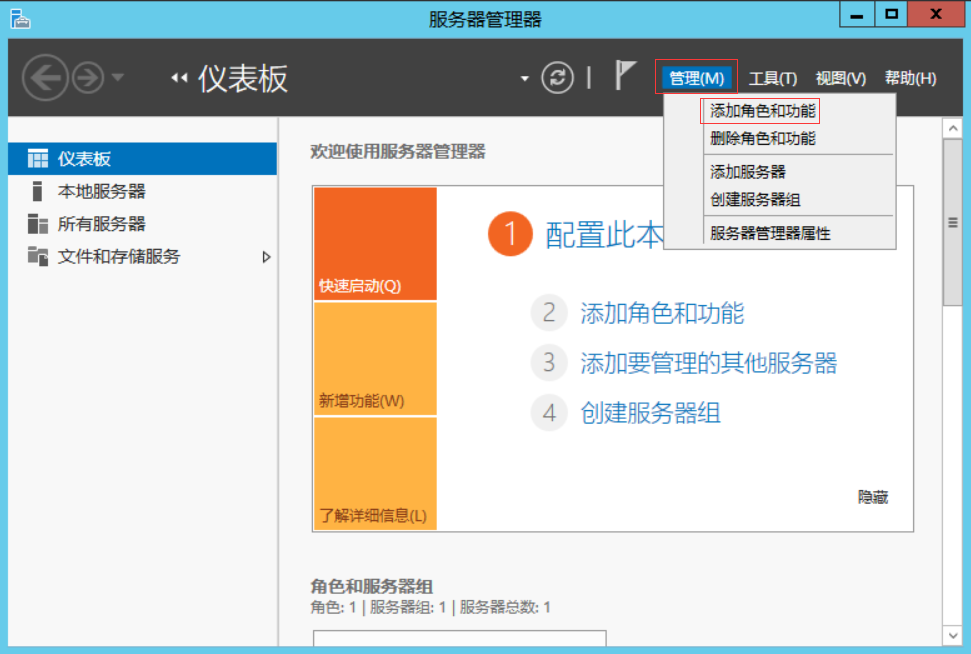 服务器管理器
仪表板
管理(M) 工具(T) 视图(V) 帮助(H)
添加角色和功能
删除角色和功能
添加服务器
创建服务器组
服务器管理器属性
仪表板
本地服务器
所有服务器
文件和存储服务
欢迎使用服务器管理器
快速启动(Q)
新增功能(W)
了解详细信息(L)
1 配置此本
2 添加角色和功能
3 添加要管理的其他服务器
4 创建服务器组
隐藏
角色和服务器组
角色: 1 | 服务器组: 1 | 服务器总数: 1